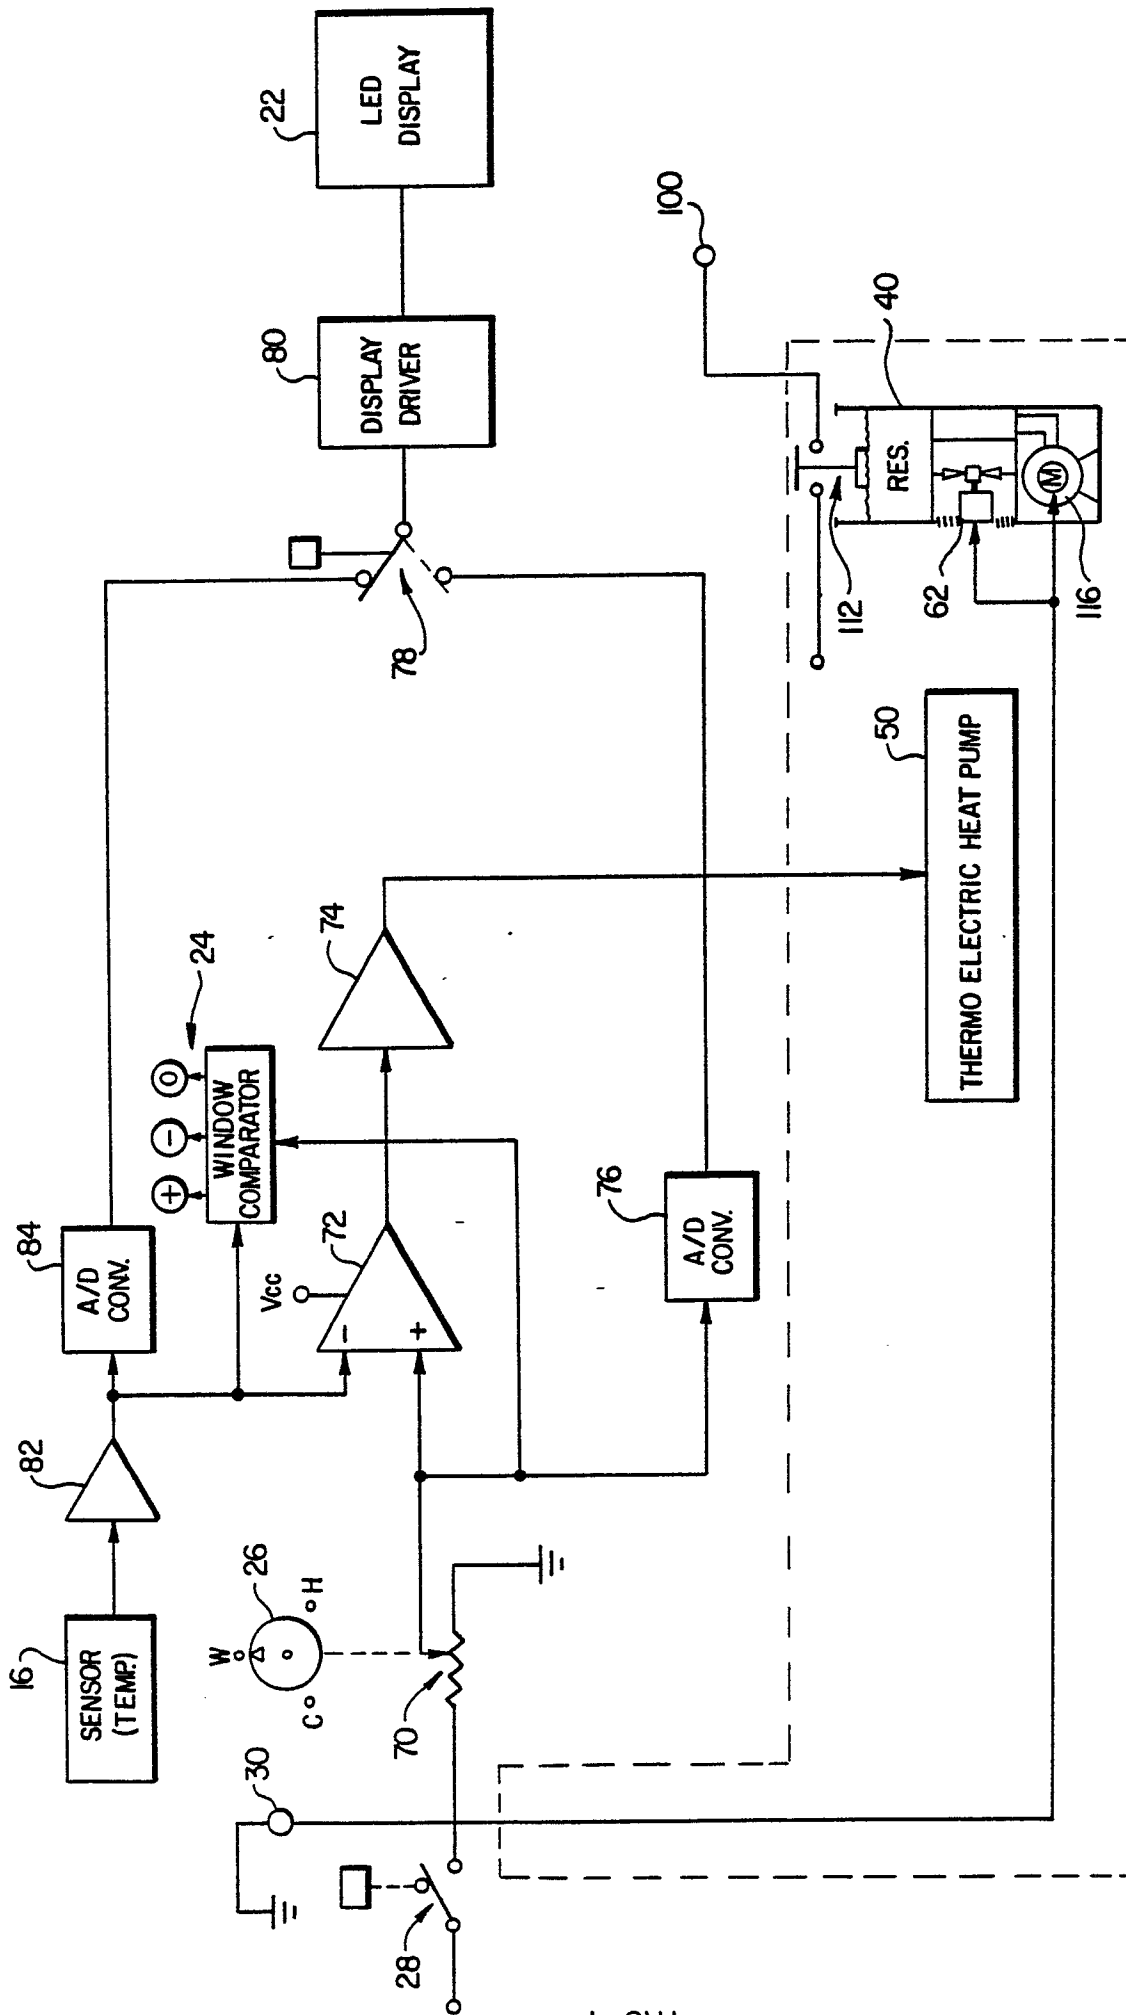 16
SENSOR
(TEMP.)
82
84
A/D
CONV.
+
-
O
24
WINDOW
COMPARATOR
30
W
26
C
H
28
70
Vcc
72
-
+
74
76
A/D
CONV.
78
80
DISPLAY
DRIVER
22
LED
DISPLAY
100
50
THERMO ELECTRIC HEAT PUMP
112
40
RES.
62
M
116